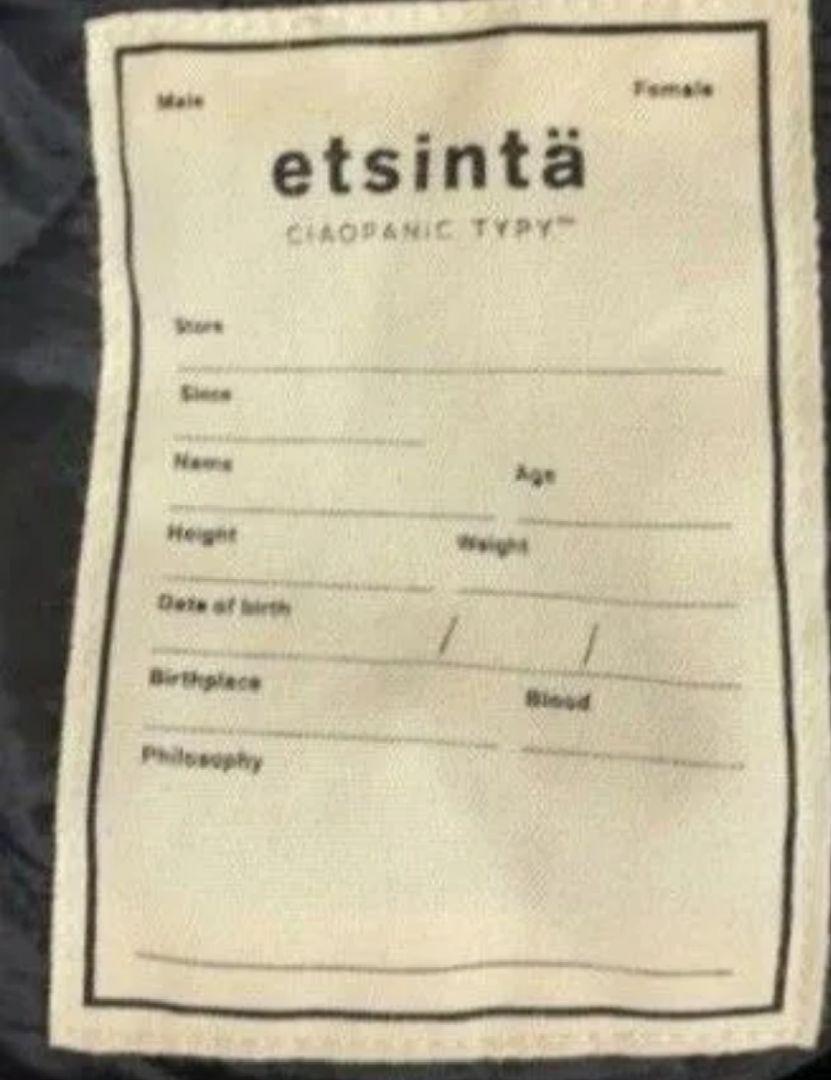 Male Female
etsintä
CIAOPANIC TYPY™
Store
Since
Name Age
Height Weight
Date of birth / /
Birthplace Blood
Philosophy